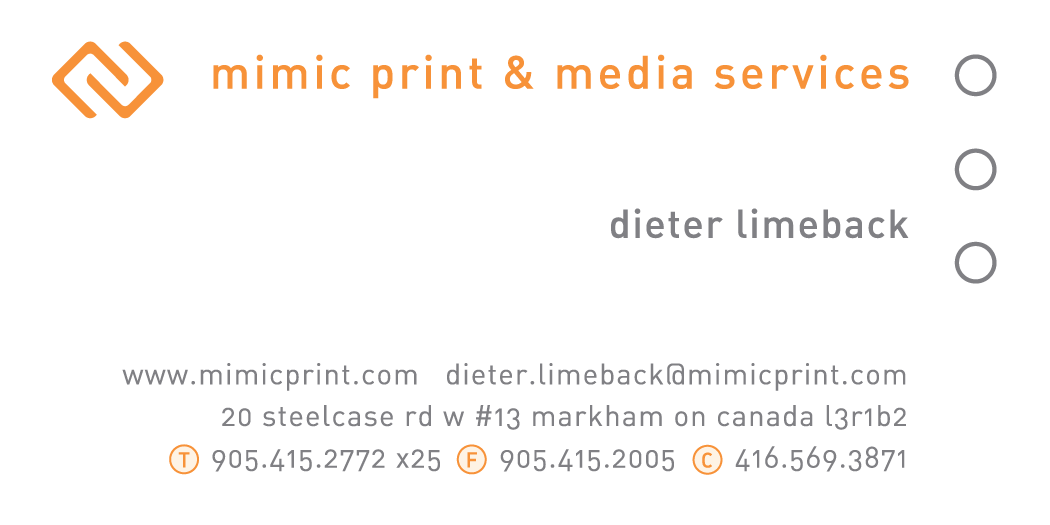 mimic print & media services
dieter limeback
www.mimicprint.com dieter.limeback@mimicprint.com
20 steelcase rd w #13 markham on canada l3r1b2
T 905.415.2772 x25 F 905.415.2005 C 416.569.3871